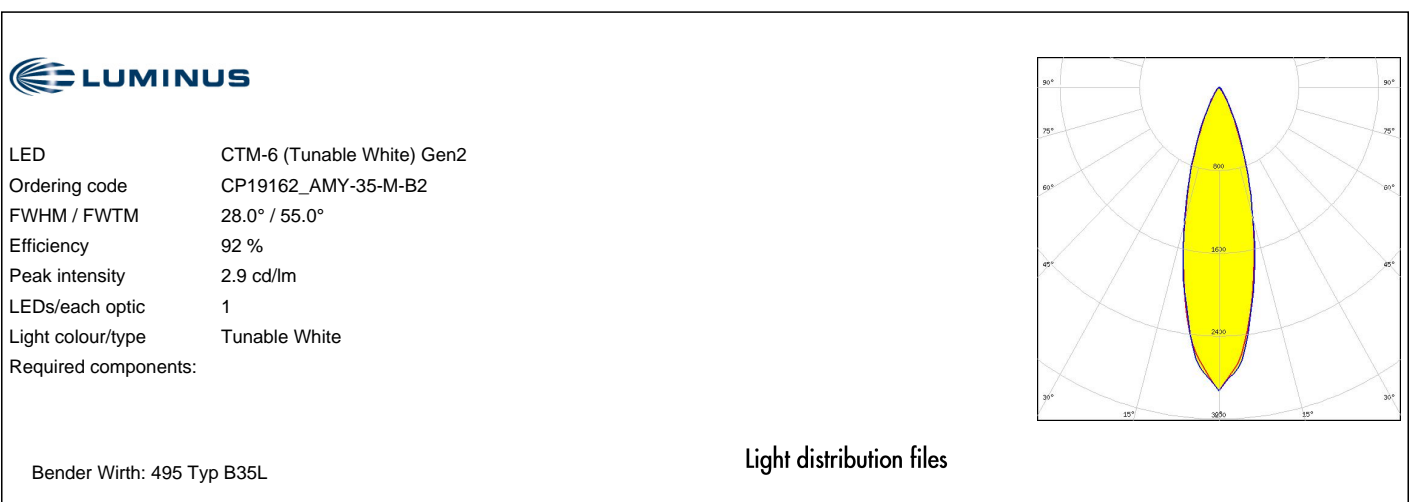 LUMINUS
LED CTM-6 (Tunable White) Gen2
Ordering code CP19162_AMY-35-M-B2
FWHM / FWTM 28.0° / 55.0°
Efficiency 92 %
Peak intensity 2.9 cd/lm
LEDs/each optic 1
Light colour/type Tunable White
Required components:
Bender Wirth: 495 Typ B35L
90° 90°
75° 75°
800
60° 60°
1600
45° 45°
2400
30° 30°
15° 15°
Light distribution files